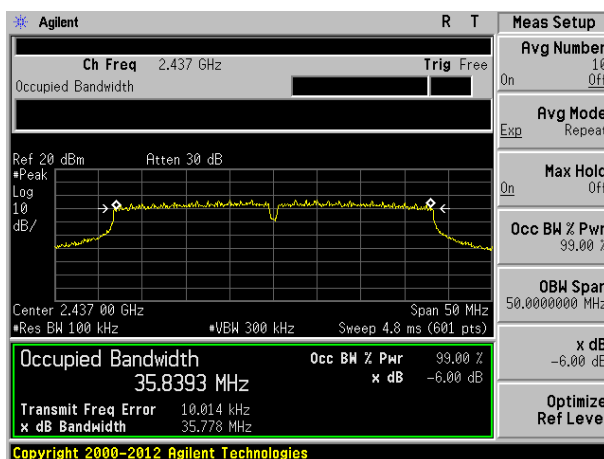 Agilent R T
Ch Freq 2.437 GHz Trig Free
Occupied Bandwidth
Ref 20 dBm Atten 30 dB
#Peak
Log
10
dB/
Center 2.437 00 GHz Span 50 MHz
#Res BW 100 kHz #VBW 300 kHz Sweep 4.8 ms (601 pts)
Occupied Bandwidth Occ BW % Pwr 99.00 %
35.8393 MHz x dB -6.00 dB
Transmit Freq Error 10.014 kHz
x dB Bandwidth 35.778 MHz
Copyright 2000-2012 Agilent Technologies
Meas Setup
Avg Number
10
On Off
Avg Mode
Exp Repeat
Max Hold
On Off
Occ BW % Pwr
99.00 %
OBW Span
50.0000000 MHz
x dB
-6.00 dB
Optimize
Ref Level